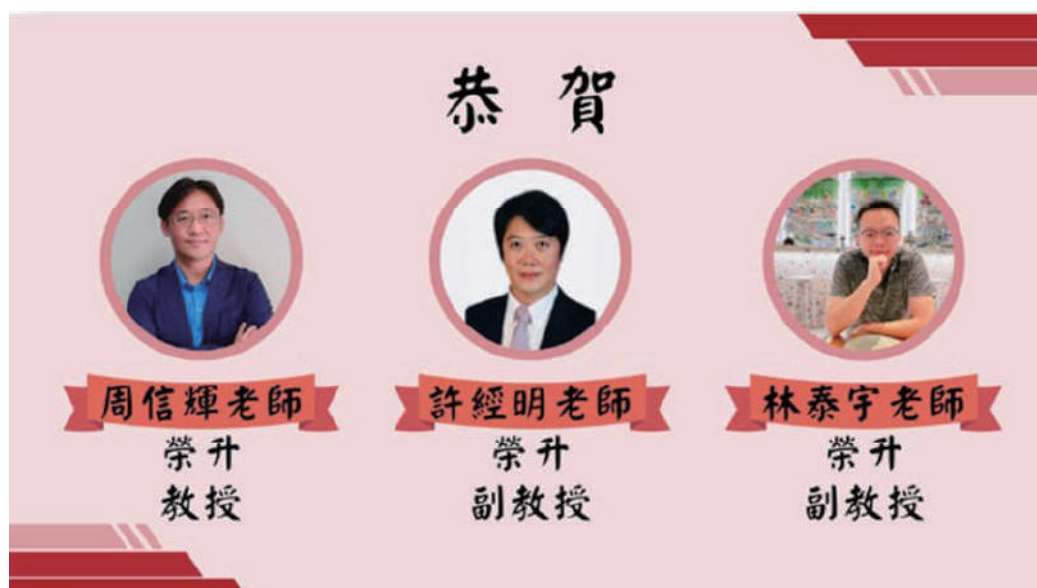 恭賀
周信輝老師
榮升
教授
許經明老師
榮升
副教授
林泰宇老師
榮升
副教授